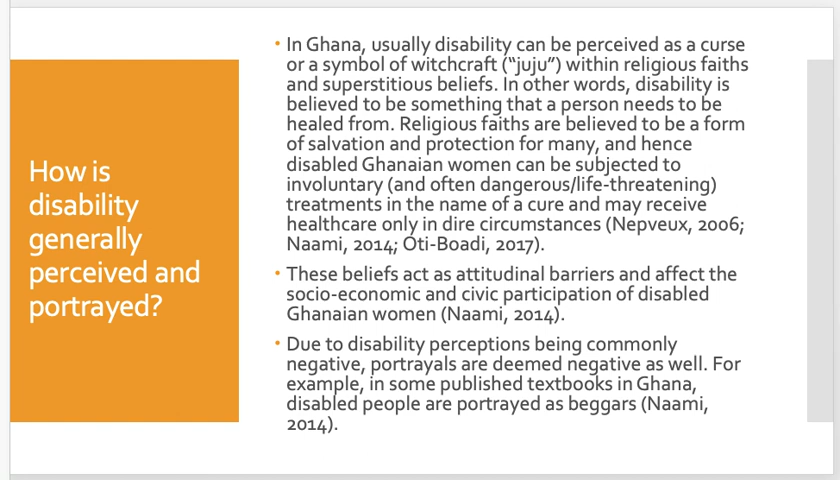 How is
disability
generally
perceived and
portrayed?
• In Ghana, usually disability can be perceived as a curse
or a symbol of witchcraft (“juju”) within religious faiths
and superstitious beliefs. In other words, disability is
believed to be something that a person needs to be
healed from. Religious faiths are believed to be a form
of salvation and protection for many, and hence
disabled Ghanaian women can be subjected to
involuntary (and often dangerous/life-threatening)
treatments in the name of a cure and may receive
healthcare only in dire circumstances (Nepveux, 2006;
Naami, 2014; Oti-Boadi, 2017).
• These beliefs act as attitudinal barriers and affect the
socio-economic and civic participation of disabled
Ghanaian women (Naami, 2014).
• Due to disability perceptions being commonly
negative, portrayals are deemed negative as well. For
example, in some published textbooks in Ghana,
disabled people are portrayed as beggars (Naami,
2014).